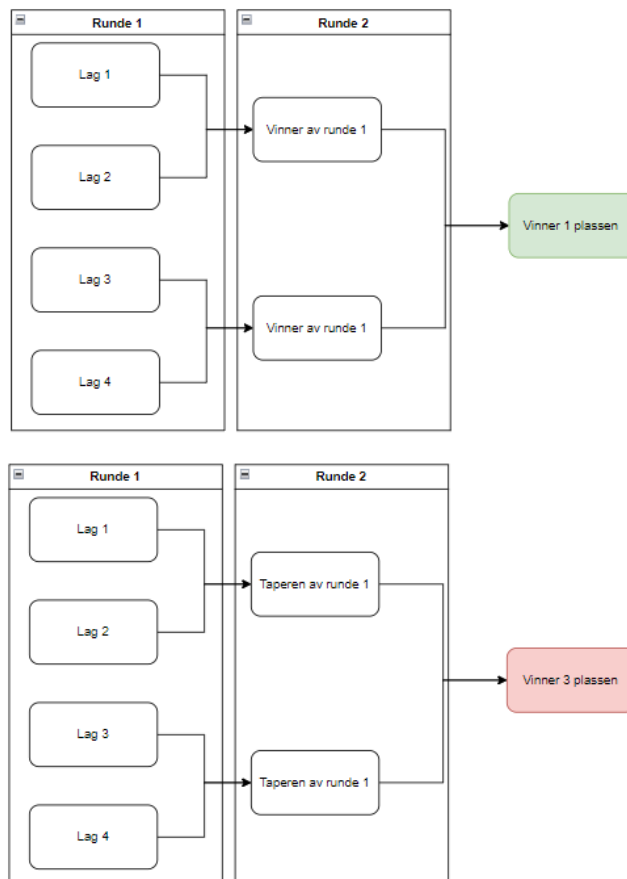 Runde 1
Runde 2
Lag 1
Lag 2
Lag 3
Lag 4
Vinner av runde 1
Vinner av runde 1
Vinner 1 plassen
Runde 1
Runde 2
Lag 1
Lag 2
Lag 3
Lag 4
Taperen av runde 1
Taperen av runde 1
Vinner 3 plassen